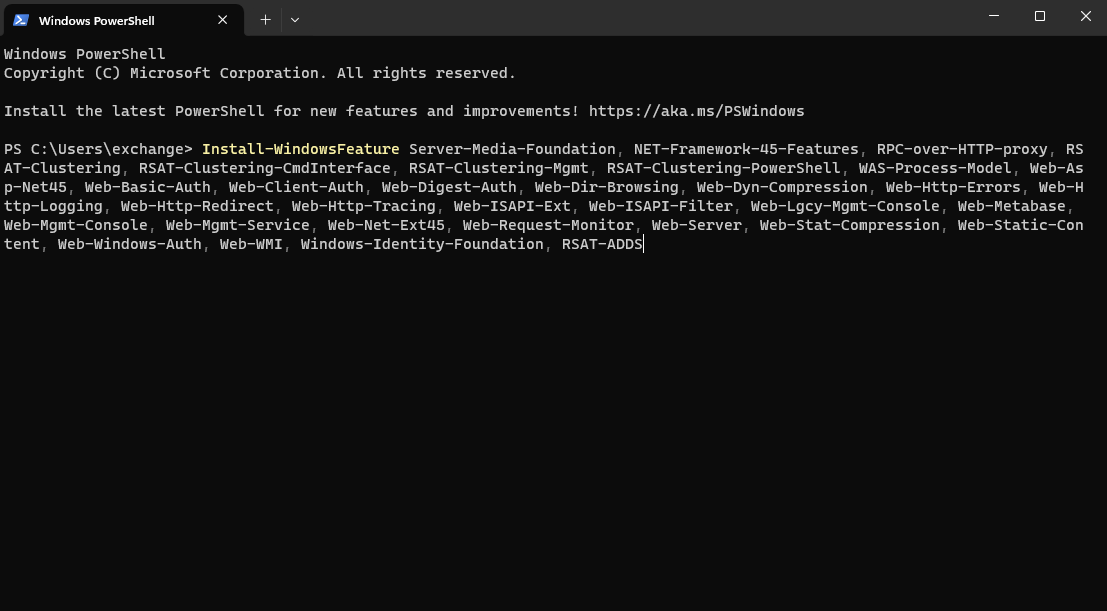 Windows PowerShell
Windows PowerShell
Copyright (C) Microsoft Corporation. All rights reserved.
Install the latest PowerShell for new features and improvements! https://aka.ms/PSWindows
PS C:\Users\exchange> Install-WindowsFeature Server-Media-Foundation, NET-Framework-45-Features, RPC-over-HTTP-proxy, RS
AT-Clustering, RSAT-Clustering-CmdInterface, RSAT-Clustering-Mgmt, RSAT-Clustering-PowerShell, WAS-Process-Model, Web-As
p-Net45, Web-Basic-Auth, Web-Client-Auth, Web-Digest-Auth, Web-Dir-Browsing, Web-Dyn-Compression, Web-Http-Errors, Web-H
ttp-Logging, Web-Http-Redirect, Web-Http-Tracing, Web-ISAPI-Ext, Web-ISAPI-Filter, Web-Lgcy-Mgmt-Console, Web-Metabase,
Web-Mgmt-Console, Web-Mgmt-Service, Web-Net-Ext45, Web-Request-Monitor, Web-Server, Web-Stat-Compression, Web-Static-Con
tent, Web-Windows-Auth, Web-WMI, Windows-Identity-Foundation, RSAT-ADDS